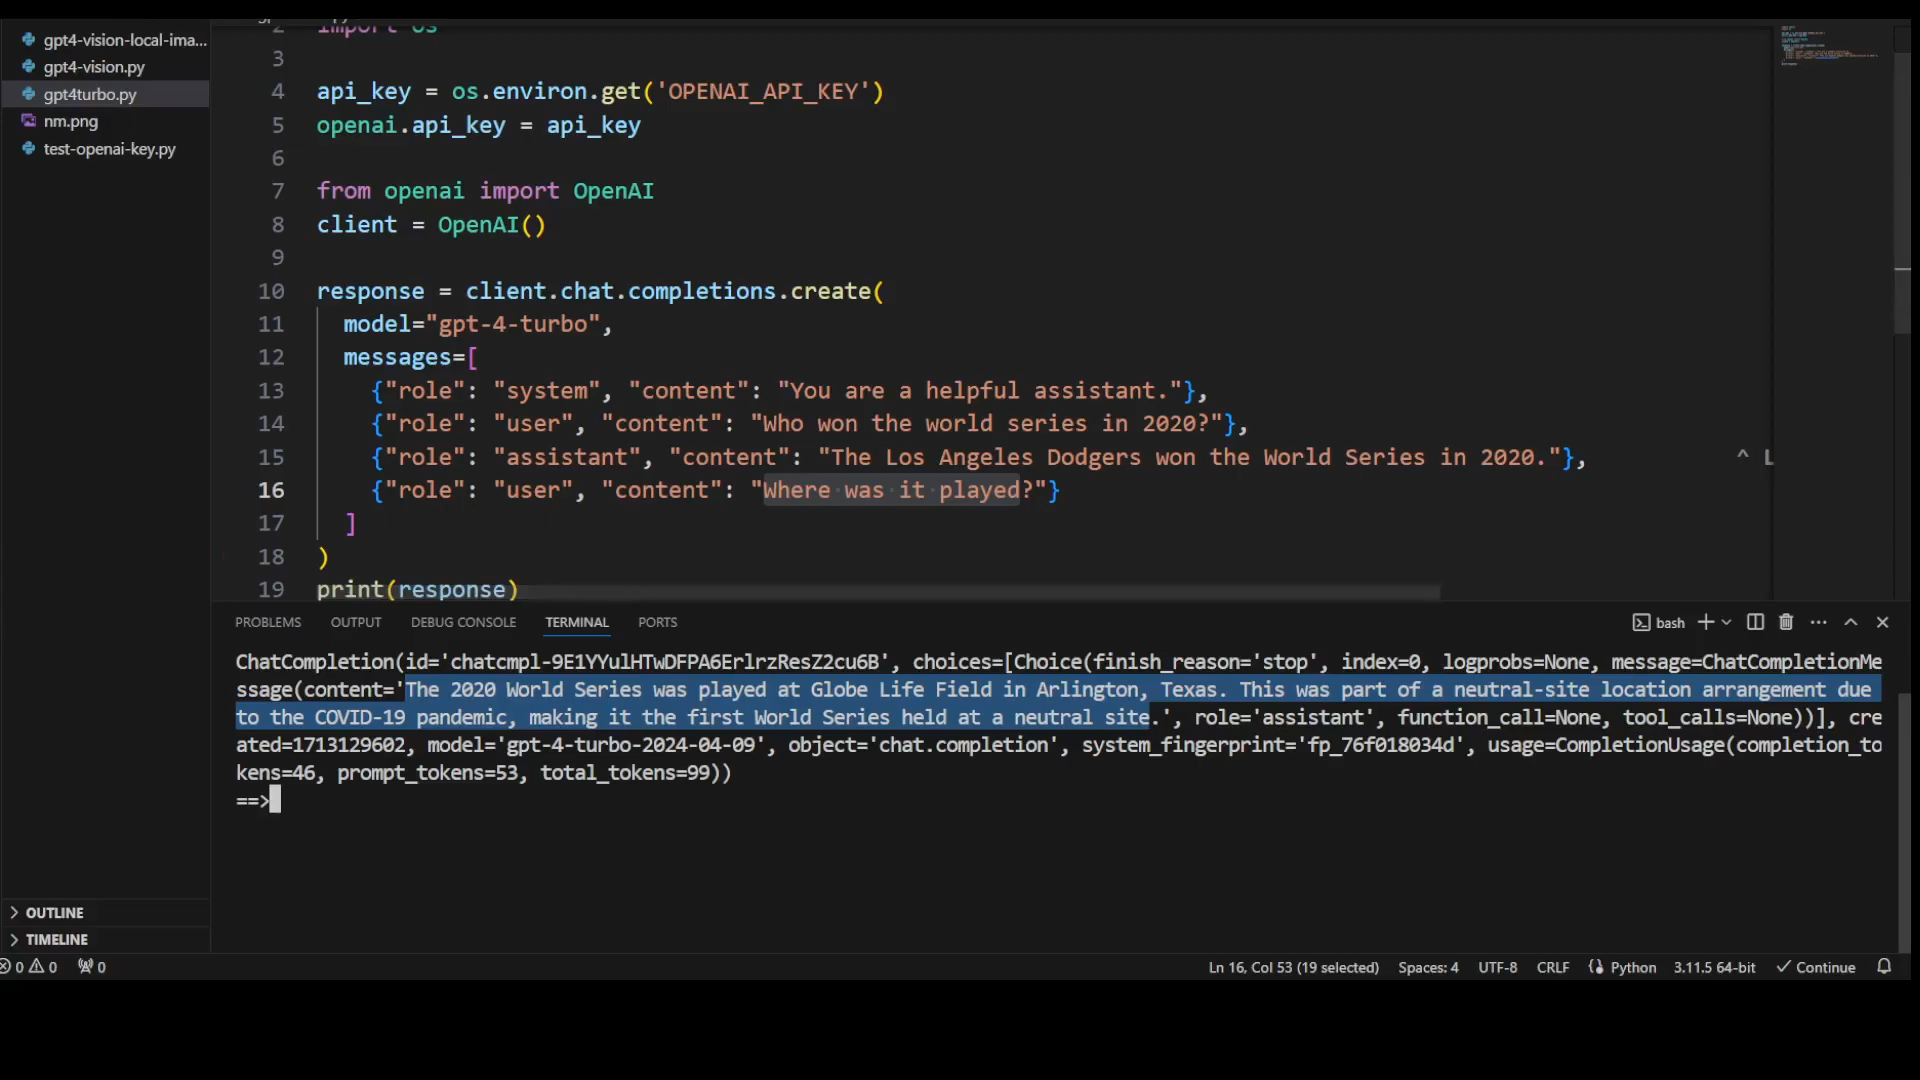 gpt4-vision-local-ima...
gpt4-vision.py
gpt4turbo.py
nm.png
test-openai-key.py
OUTLINE
TIMELINE
2 import os
3
4 api_key = os.environ.get('OPENAI_API_KEY')
5 openai.api_key = api_key
6
7 from openai import OpenAI
8 client = OpenAI()
9
10 response = client.chat.completions.create(
11 model="gpt-4-turbo",
12 messages=[
13 {"role": "system", "content": "You are a helpful assistant."},
14 {"role": "user", "content": "Who won the world series in 2020?"},
15 {"role": "assistant", "content": "The Los Angeles Dodgers won the World Series in 2020."},
16 {"role": "user", "content": "Where was it played?"}
17 ]
18 )
19 print(response)
PROBLEMS OUTPUT DEBUG CONSOLE TERMINAL PORTS bash
ChatCompletion(id='chatcmpl-9E1YYulHTwDFPA6ErlrzResZ2cu6B', choices=[Choice(finish_reason='stop', index=0, logprobs=None, message=ChatCompletionMe
ssage(content='The 2020 World Series was played at Globe Life Field in Arlington, Texas. This was part of a neutral-site location arrangement due
to the COVID-19 pandemic, making it the first World Series held at a neutral site.', role='assistant', function_call=None, tool_calls=None))], cre
ated=1713129602, model='gpt-4-turbo-2024-04-09', object='chat.completion', system_fingerprint='fp_76f018034d', usage=CompletionUsage(completion_to
kens=46, prompt_tokens=53, total_tokens=99))
==>
0 0 0 Ln 16, Col 53 (19 selected) Spaces: 4 UTF-8 CRLF Python 3.11.5 64-bit Continue